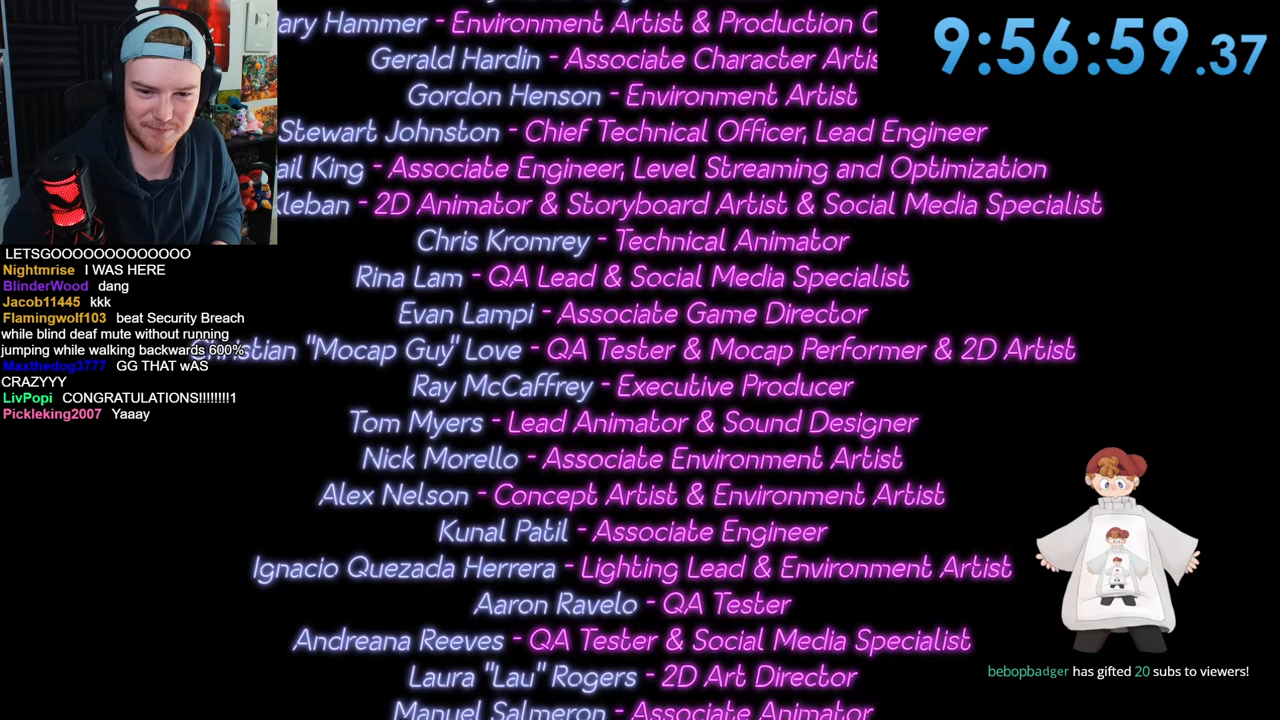 Hammer - Environment Artist & Production
9:56:59.37
Gerald Hardin - Associate Character Artis
Gordon Henson - Environment Artist
Stewart Johnston - Chief Technical Officer, Lead Engineer
King - Associate Engineer, Level Streaming and Optimization
Kleban - 2D Animator & Storyboard Artist & Social Media Specialist
Chris Kromrey - Technical Animator
Rina Lam - QA Lead & Social Media Specialist
Evan Lampi - Associate Game Director
"Mocap Guy" Love - QA Tester & Mocap Performer & 2D Artist
Ray McCaffrey - Executive Producer
Tom Myers - Lead Animator & Sound Designer
Nick Morello - Associate Environment Artist
Alex Nelson - Concept Artist & Environment Artist
Kunal Patil - Associate Engineer
Ignacio Quezada Herrera - Lighting Lead & Environment Artist
Aaron Ravelo - QA Tester
Andreana Reeves - QA Tester & Social Media Specialist
Laura "Lau" Rogers - 2D Art Director
Manuel Salmeron - Associate Animator
LETSGOOOOOOOOOOOOO
Nightmrise I WAS HERE
BlinderWood dang
Jacob11445 kkk
Flamingwolf103 beat Security Breach
while blind deaf mute without running
jumping while walking backwards 600%
Maxthedog3777 GG THAT wAS
CRAZYYY
LivPopi CONGRATULATIONS!!!!!!!!1
Pickleking2007 Yaaay
bebopbadger has gifted 20 subs to viewers!